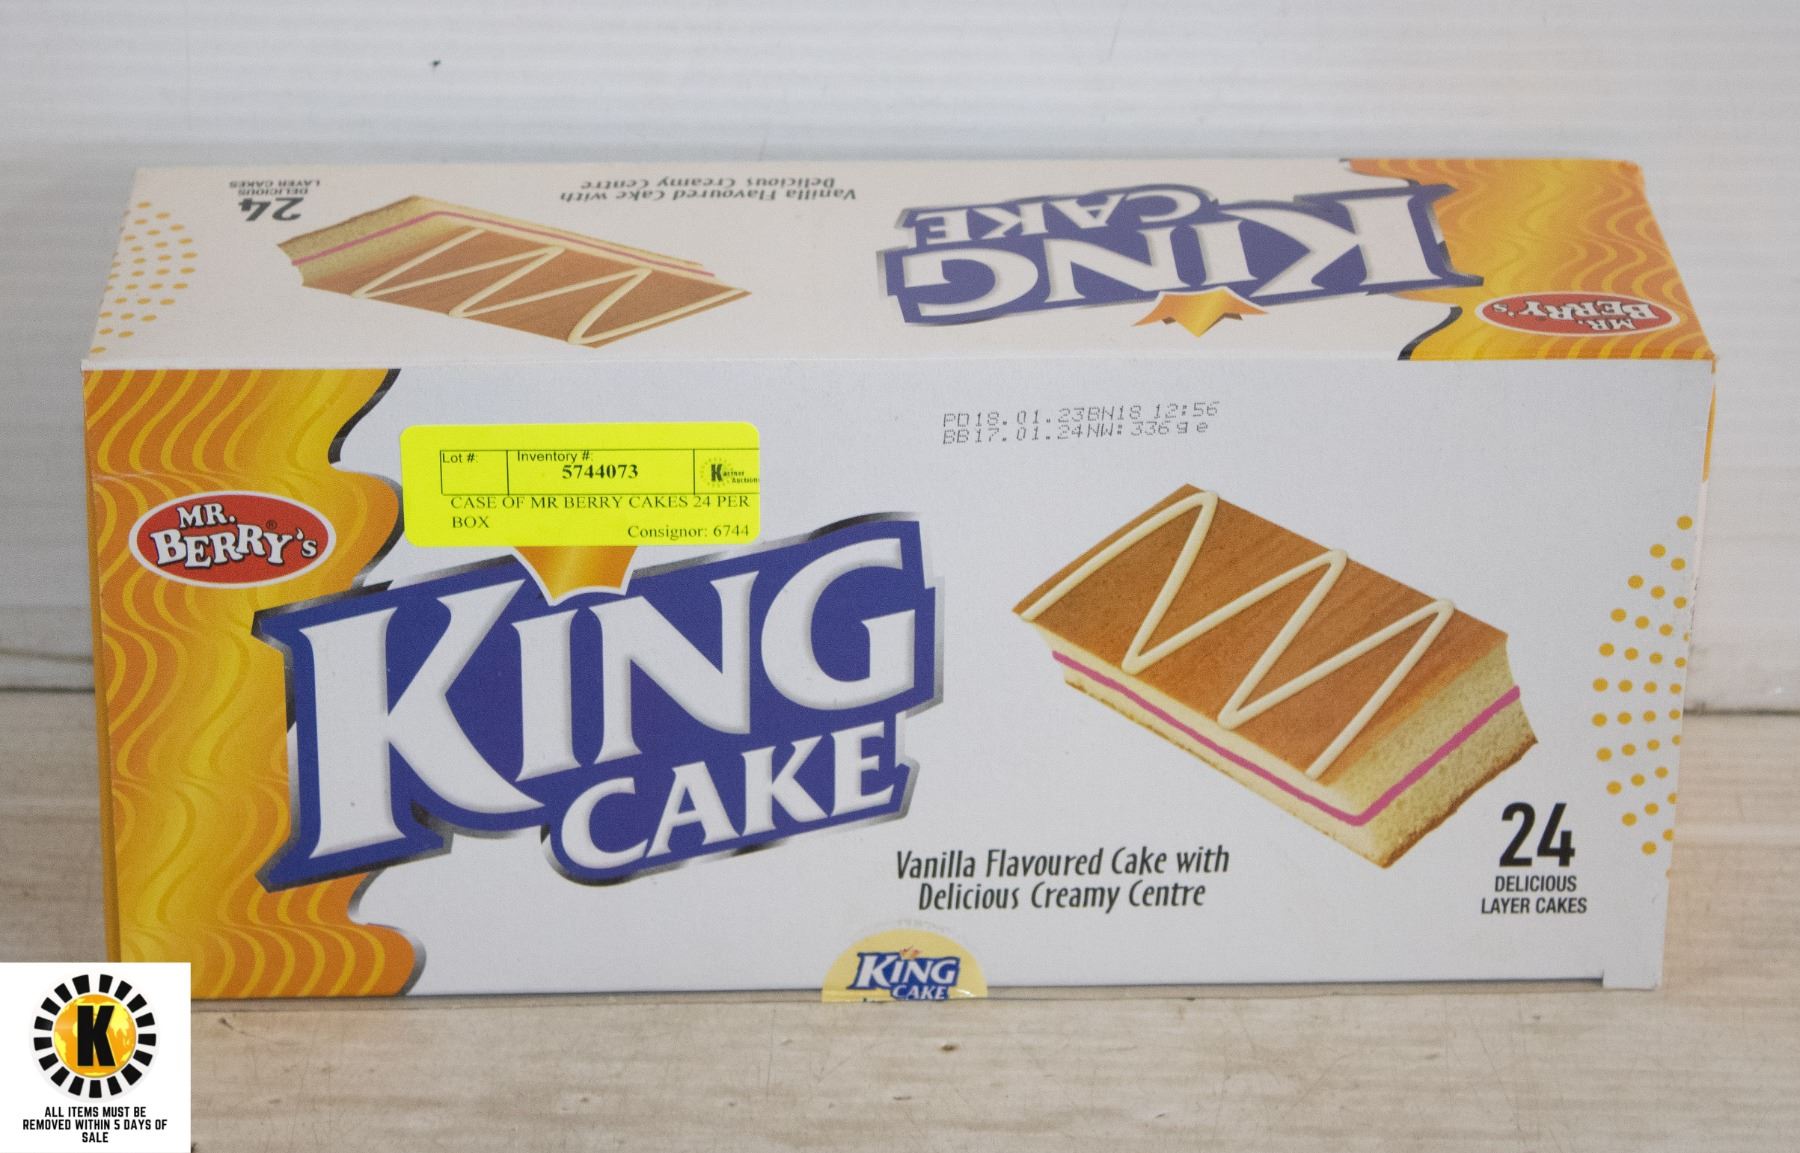 24
DELICIOUS
LAYER CAKES
Vanilla Flavoured Cake with
Delicious Creamy Centre
KING
CAKE
MR.
BERRY's
PD18.01.23BN18 12:56
BB17.01.24NW:336g e
Lot #:
Inventory #:
5744073
Kastner
Auctions
CASE OF MR BERRY CAKES 24 PER
BOX
Consignor: 6744
MR.
BERRY's®
KING
CAKE
Vanilla Flavoured Cake with
Delicious Creamy Centre
24
DELICIOUS
LAYER CAKES
KING
CAKE
K
ALL ITEMS MUST BE
REMOVED WITHIN 5 DAYS OF
SALE